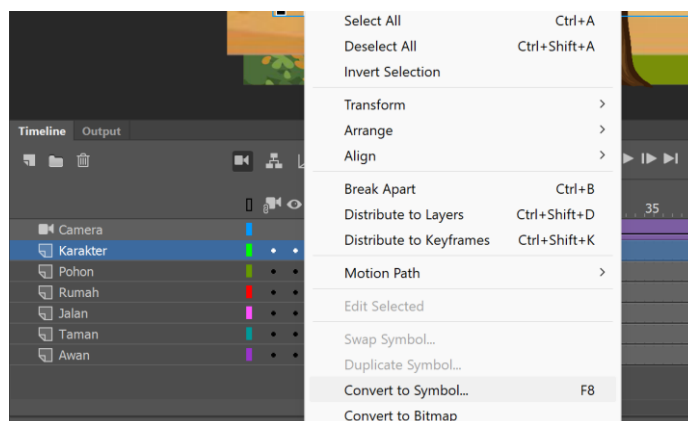 Select All Ctrl+A
Deselect All Ctrl+Shift+A
Invert Selection
Transform
Arrange
Align
Break Apart Ctrl+B
Distribute to Layers Ctrl+Shift+D
Distribute to Keyframes Ctrl+Shift+K
Motion Path
Edit Selected
Swap Symbol...
Duplicate Symbol...
Convert to Symbol... F8
Convert to Bitmap
Timeline Output
35
Camera
Karakter
Pohon
Rumah
Jalan
Taman
Awan